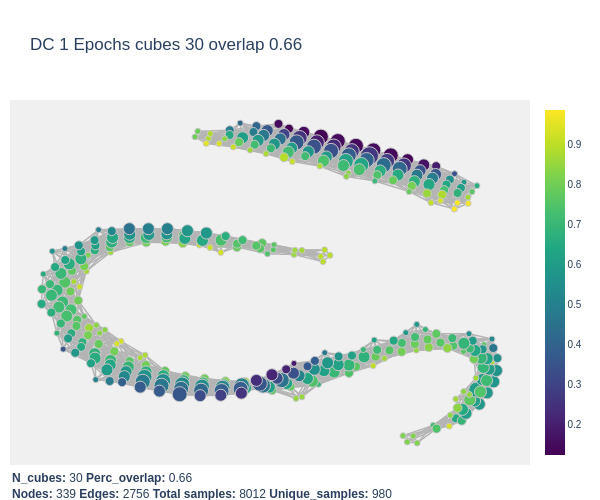 DC 1 Epochs cubes 30 overlap 0.66
0.9
0.8
0.7
0.6
0.5
0.4
0.3
0.2
N_cubes: 30 Perc_overlap: 0.66
Nodes: 339 Edges: 2756 Total samples: 8012 Unique_samples: 980